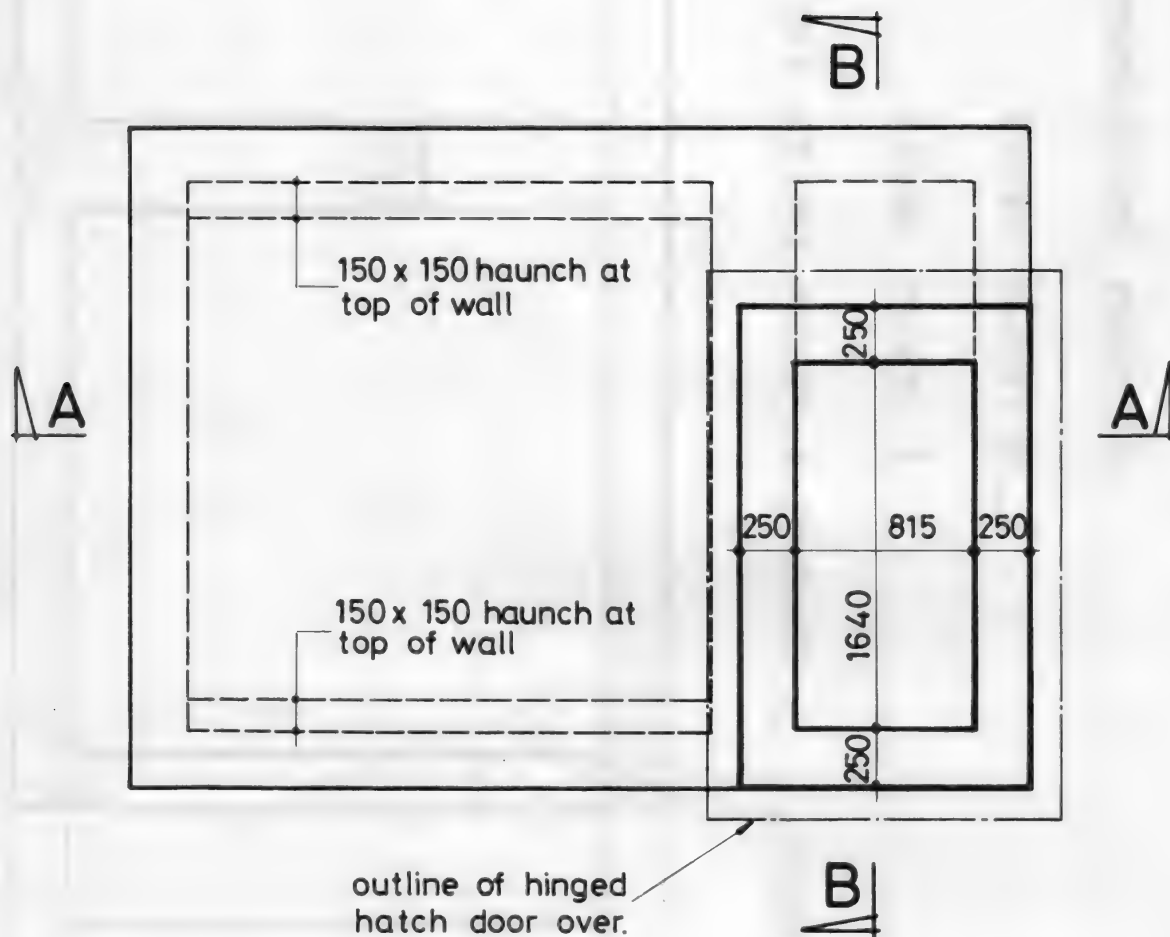 B
150 x 150 haunch at
top of wall
250
A
A
250
815
250
1640
150 x 150 haunch at
top of wall
250
outline of hinged
hatch door over.
B